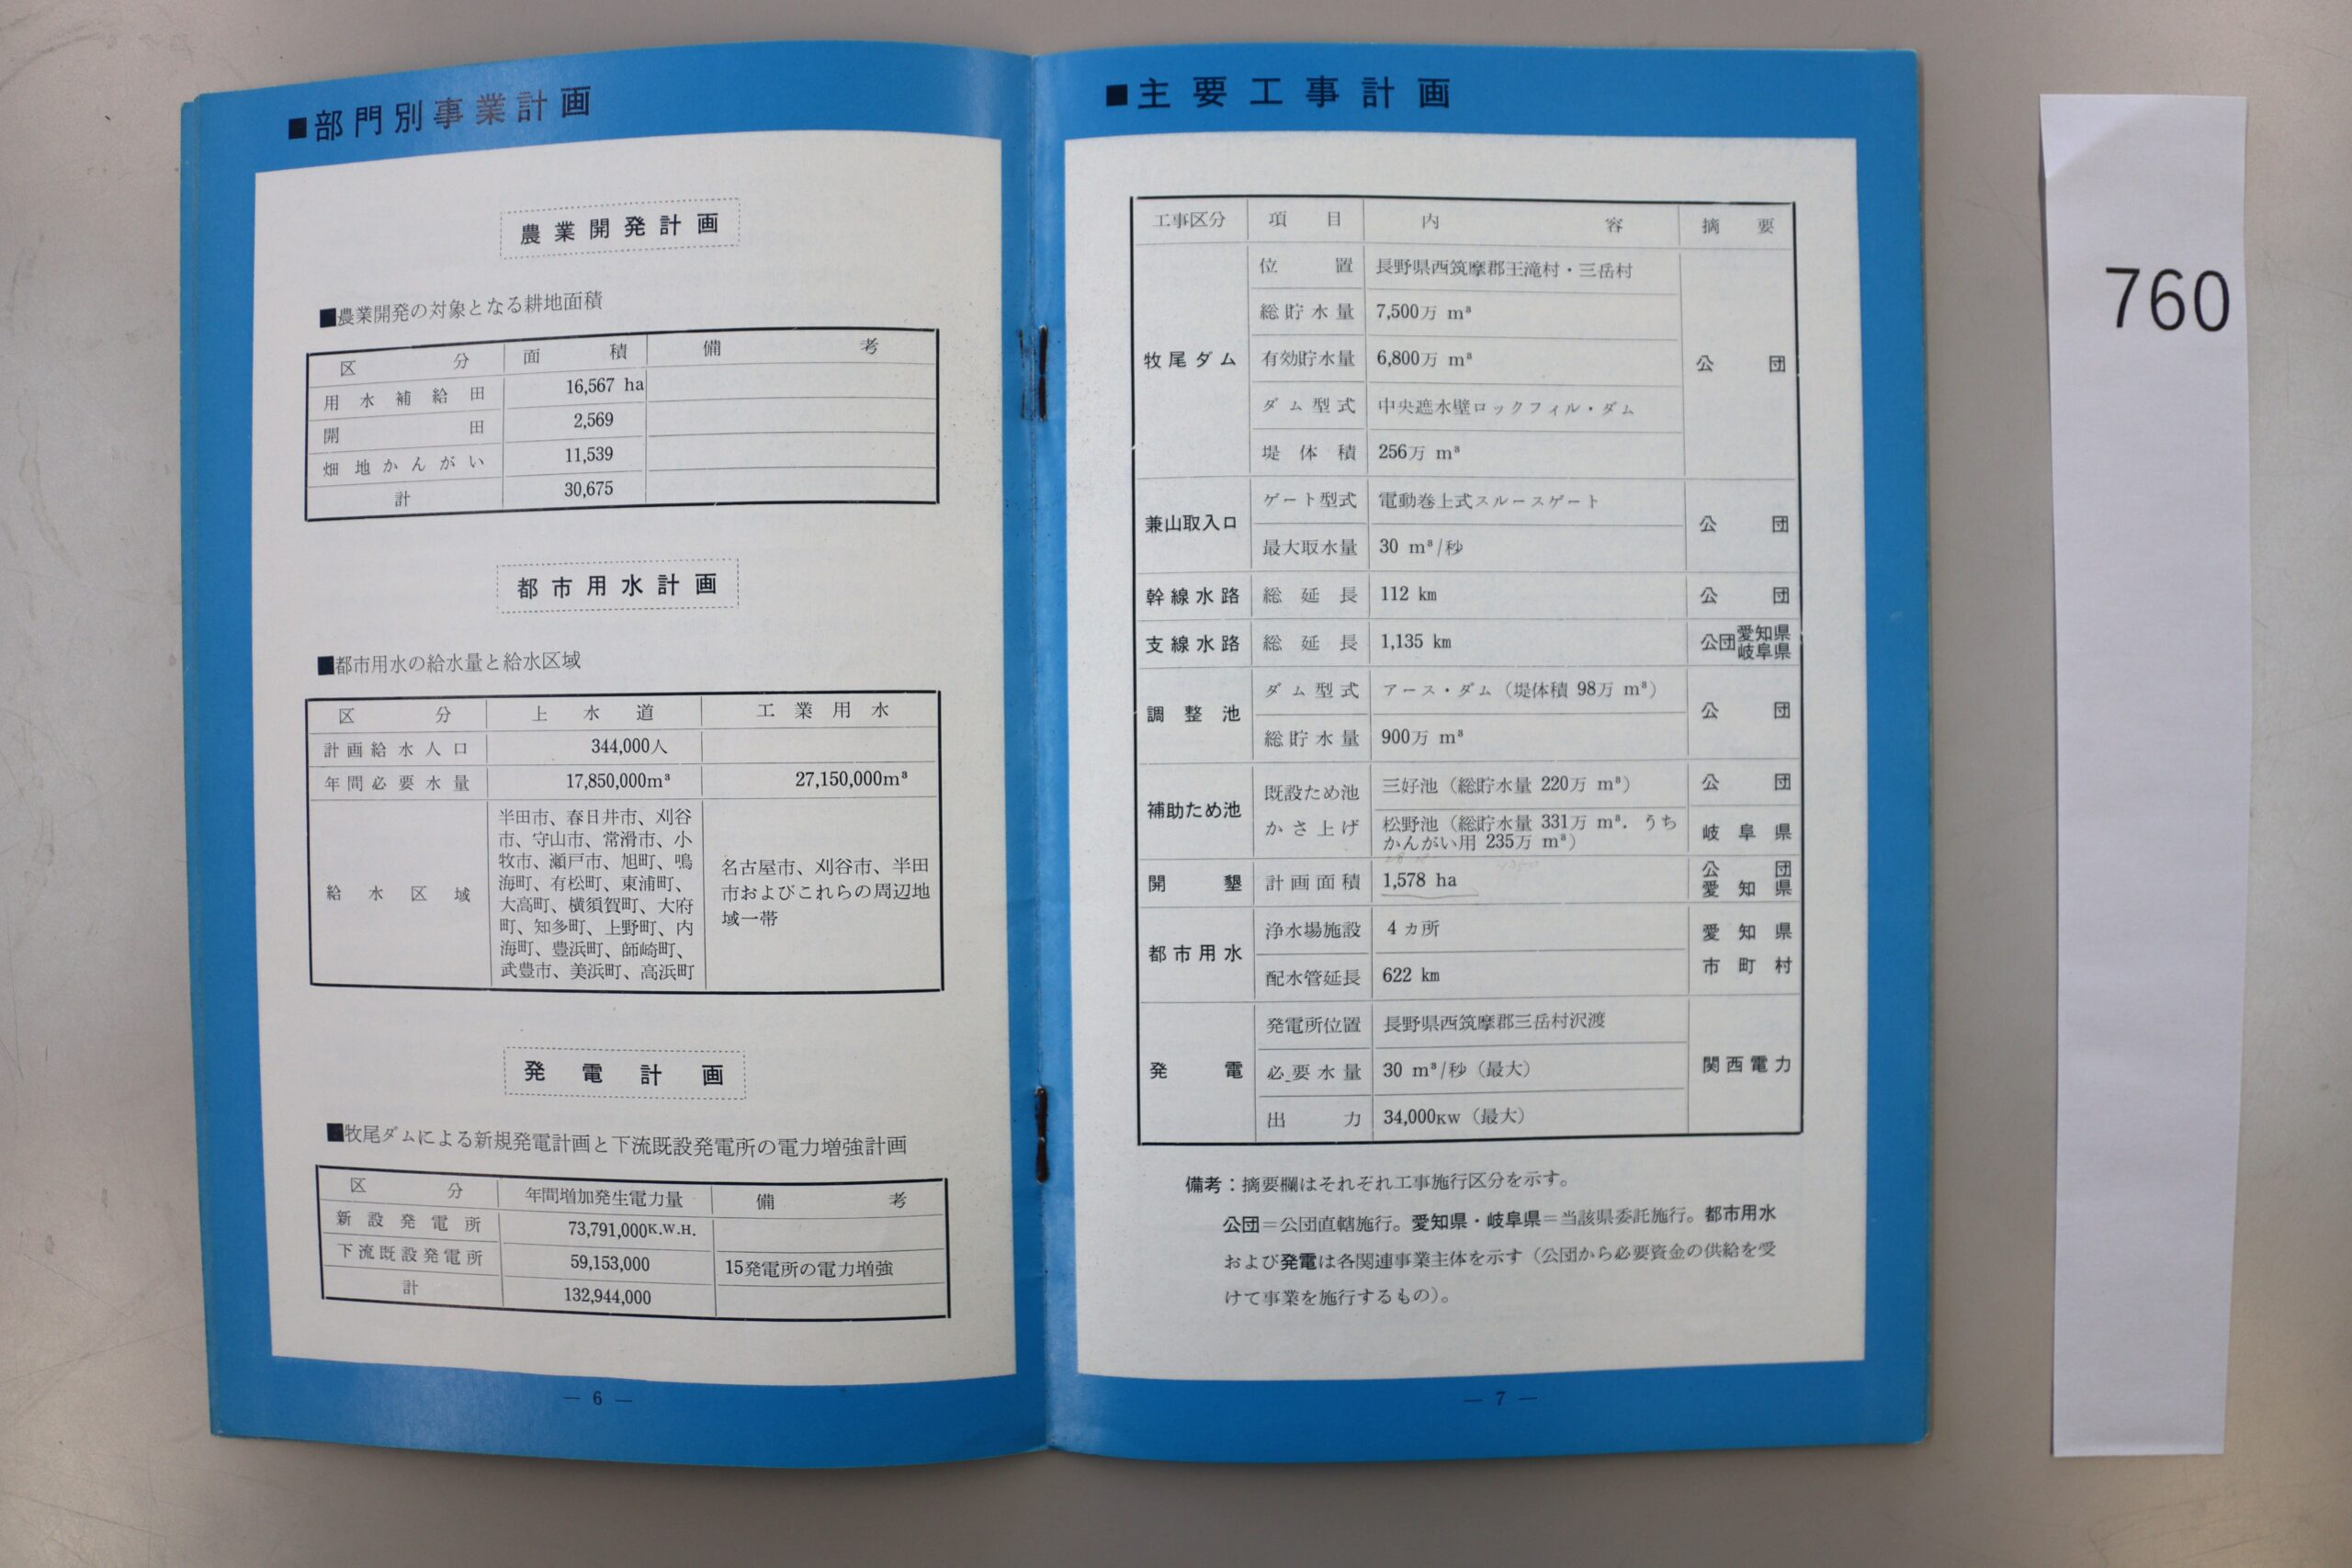 ■部門別事業計画
農業開発計画
■農業開発の対象となる耕地面積
区分 面積 備考
用水補給田 16,567 ha
開田 2,569
畑地かんがい 11,539
計 30,675
都市用水計画
■都市用水の給水量と給水区域
区分 上水道 工業用水
計画給水人口 344,000人
年間必要水量 17,850,000m³ 27,150,000m³
給水区域
半田市、春日井市、刈谷
市、守山市、常滑市、小
牧市、瀬戸市、旭町、鳴
海町、有松町、東浦町、
大高町、横須賀町、大府
町、知多町、上野町、内
海町、豊浜町、師崎町、
武豊市、美浜町、高浜町
名古屋市、刈谷市、半田
市およびこれらの周辺地
域一帯
発電計画
■牧尾ダムによる新規発電計画と下流既設発電所の電力増強計画
区分 年間増加発生電力量 備考
新設発電所 73,791,000K.W.H.
下流既設発電所 59,153,000 15発電所の電力増強
計 132,944,000
— 6 —
■主要工事計画
工事区分 項目 内容 摘要
牧尾ダム 位置 長野県西筑摩郡王滝村・三岳村 公団
総貯水量 7,500万 m³
有効貯水量 6,800万 m³
ダム型式 中央遮水壁ロックフィル・ダム
堤体積 256万 m³
兼山取入口 ゲート型式 電動巻上式スルースゲート 公団
最大取水量 30 m³/秒
幹線水路 総延長 112 km 公団
支線水路 総延長 1,135 km 公団 愛知県 岐阜県
調整池 ダム型式 アース・ダム（堤体積 98万 m³） 公団
総貯水量 900万 m³
補助ため池 既設ため池かさ上げ 三好池（総貯水量 220万 m³） 公団
松野池（総貯水量 331万 m³．うち
かんがい用 235万 m³） 岐阜県
開墾 計画面積 1,578 ha 公団 愛知県
都市用水 浄水場施設 4 カ所 愛知県
配水管延長 622 km 市町村
発電 発電所位置 長野県西筑摩郡三岳村沢渡 関西電力
必要水量 30 m³/秒（最大）
出力 34,000KW（最大）
備考：摘要欄はそれぞれ工事施行区分を示す。
公団＝公団直轄施行。愛知県・岐阜県＝当該県委託施行。都市用水
および発電は各関連事業主体を示す（公団から必要資金の供給を受
けて事業を施行するもの）。
— 7 —
760